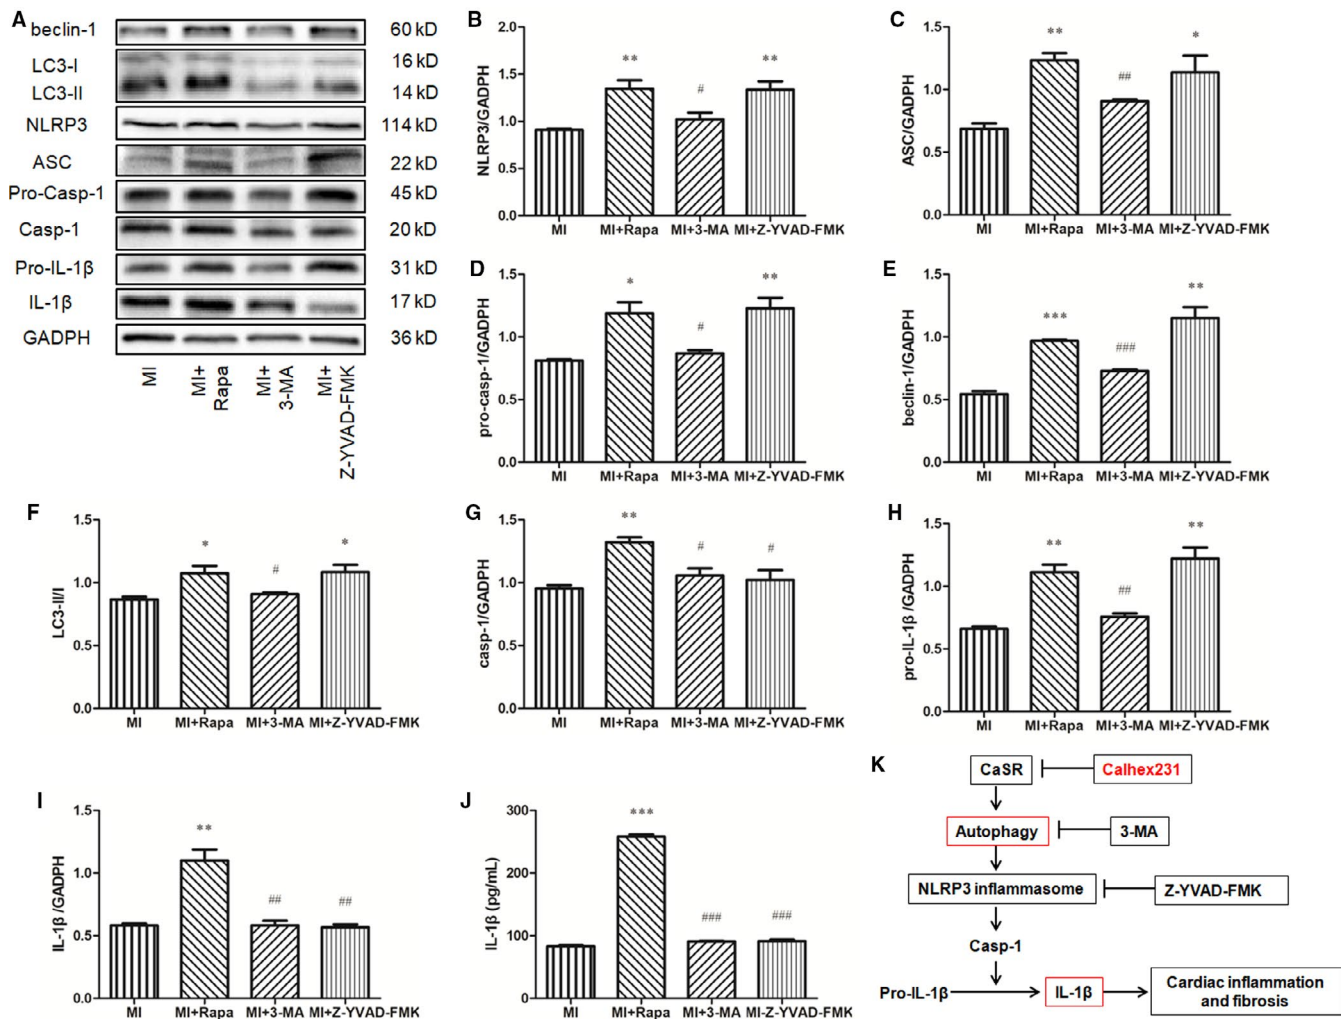 A
beclin-1 60 kD
LC3-I 16 kD
LC3-II 14 kD
NLRP3 114 kD
ASC 22 kD
Pro-Casp-1 45 kD
Casp-1 20 kD
Pro-IL-1β 31 kD
IL-1β 17 kD
GADPH 36 kD
MI
MI+
Rapa
MI+
3-MA
MI+
Z-YVAD-FMK
B
NLRP3/GADPH
2.0
1.5
1.0
0.5
0.0
** # **
MI MI+Rapa MI+3-MA MI+Z-YVAD-FMK
C
ASC/GADPH
1.5
1.0
0.5
0.0
** ## *
MI MI+Rapa MI+3-MA MI+Z-YVAD-FMK
D
pro-casp-1/GADPH
1.5
1.0
0.5
0.0
* # **
MI MI+Rapa MI+3-MA MI+Z-YVAD-FMK
E
beclin-1/GADPH
1.5
1.0
0.5
0.0
*** ### **
MI MI+Rapa MI+3-MA MI+Z-YVAD-FMK
F
LC3-II/I
1.5
1.0
0.5
0.0
* # *
MI MI+Rapa MI+3-MA MI+Z-YVAD-FMK
G
casp-1/GADPH
1.5
1.0
0.5
0.0
** # #
MI MI+Rapa MI+3-MA MI+Z-YVAD-FMK
H
pro-IL-1β /GADPH
1.5
1.0
0.5
0.0
** ## **
MI MI+Rapa MI+3-MA MI+Z-YVAD-FMK
I
IL-1β /GADPH
1.5
1.0
0.5
0.0
** ## ##
MI MI+Rapa MI+3-MA MI+Z-YVAD-FMK
J
IL-1β (pg/mL)
300
200
100
0
*** ### ###
MI MI+Rapa MI+3-MA MI-Z-YVAD-FMK
K
CaSR Calhex231
Autophagy 3-MA
NLRP3 inflammasome Z-YVAD-FMK
Casp-1
Pro-IL-1β IL-1β Cardiac inflammation
and fibrosis